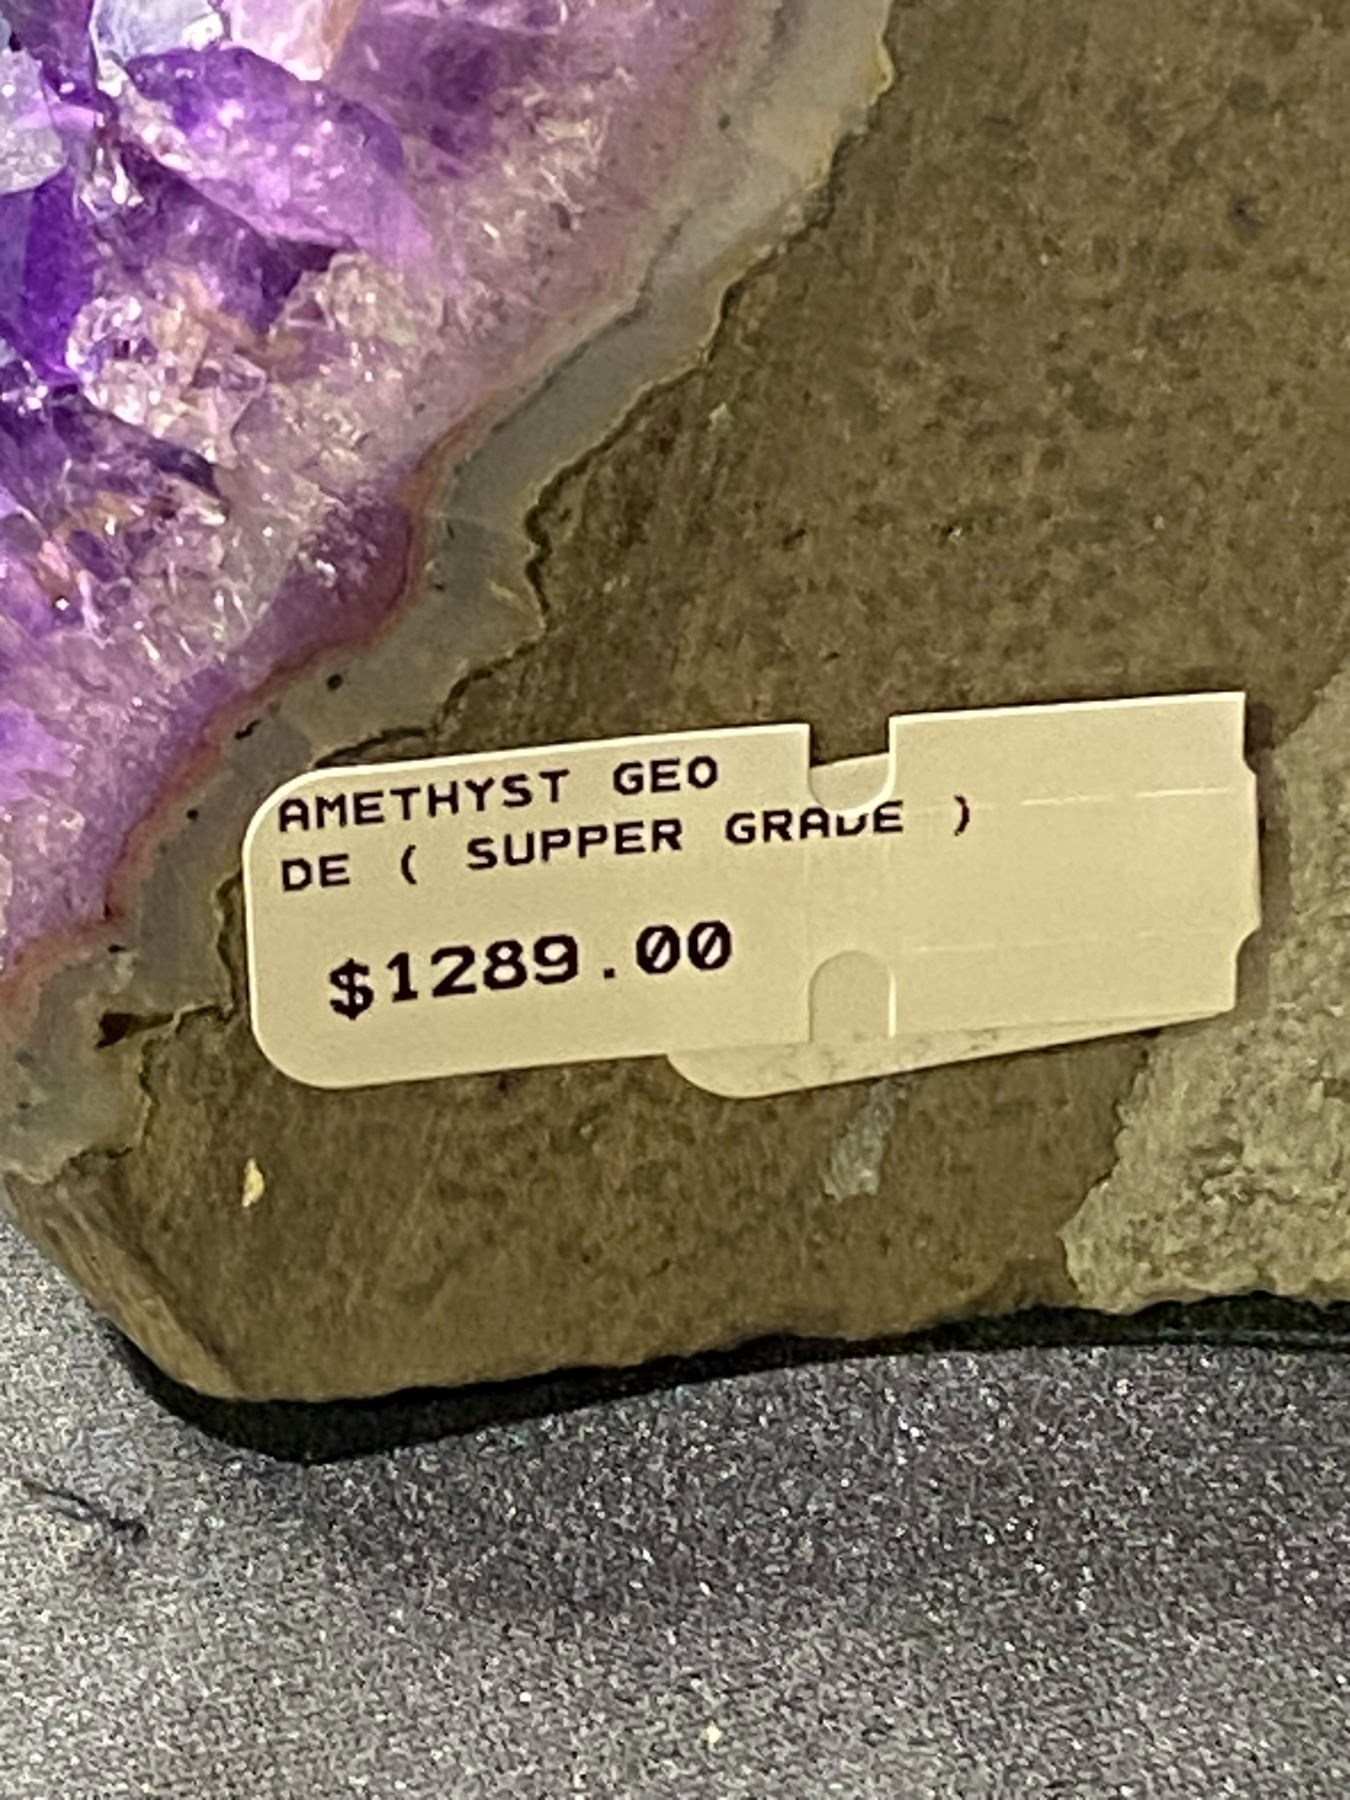 AMETHYST GEO
DE ( SUPPER GRADE )
$1289.00